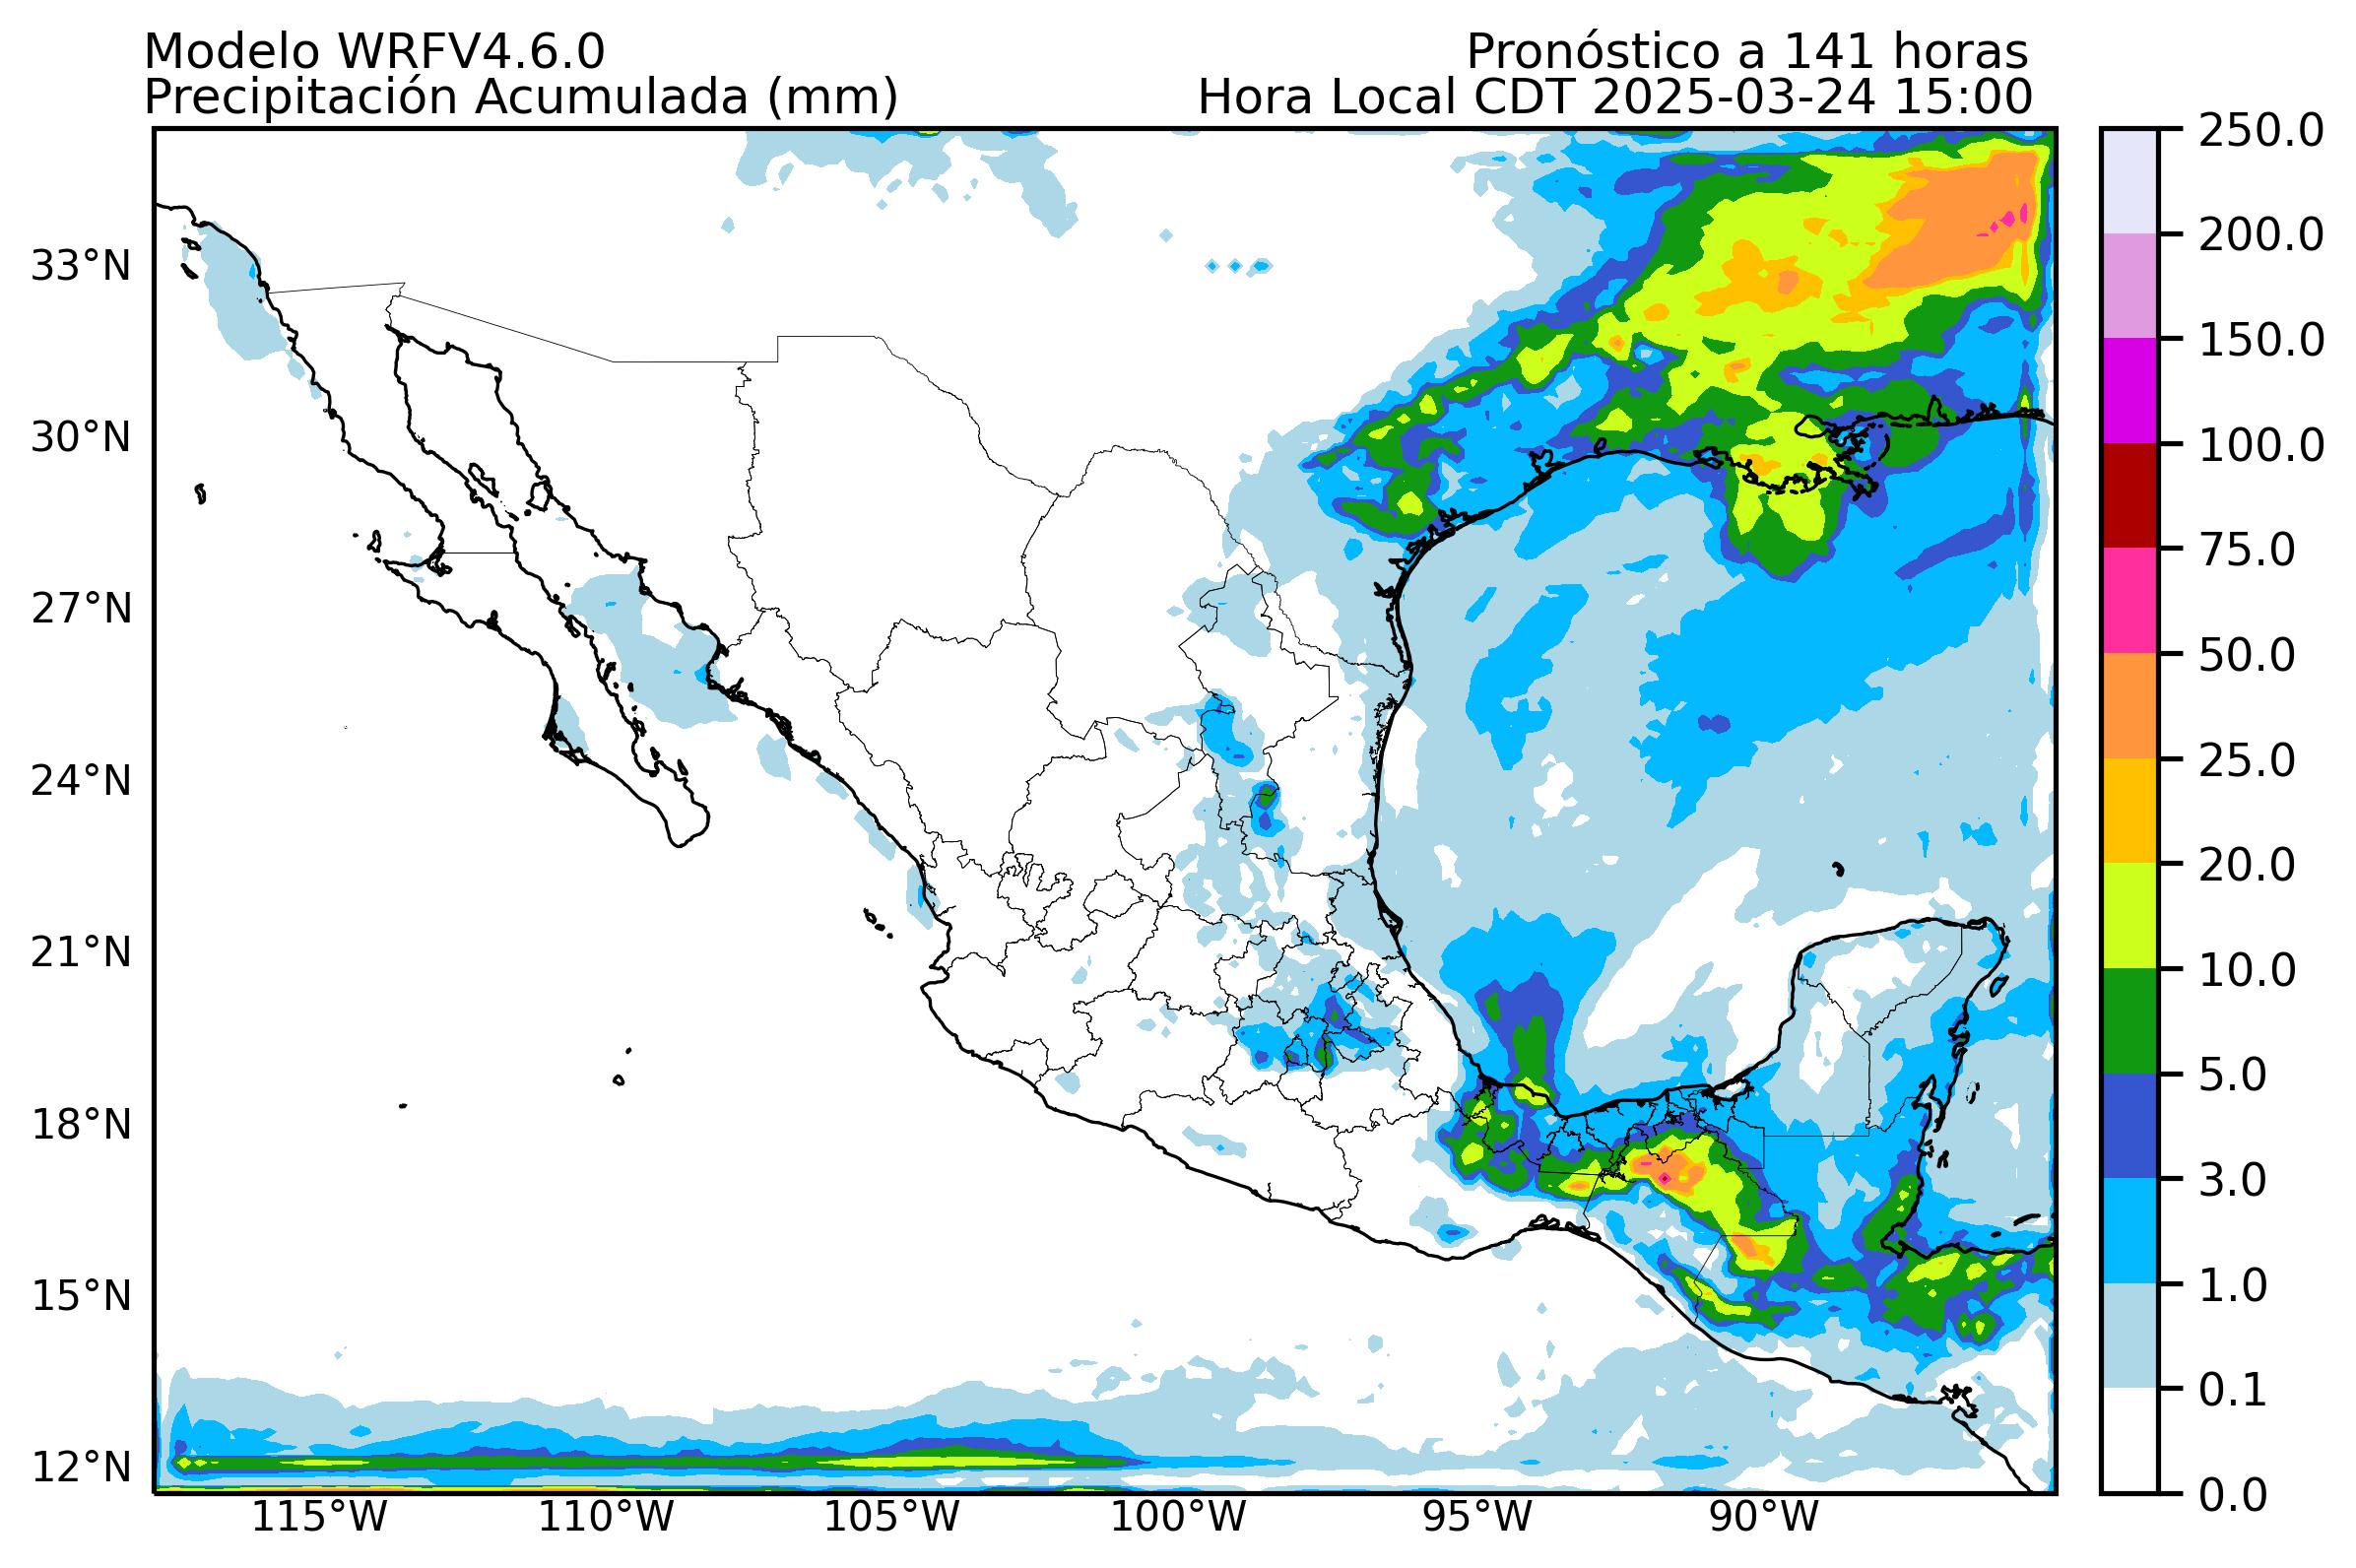 Modelo WRFV4.6.0
Pronóstico a 141 horas
Precipitación Acumulada (mm)
Hora Local CDT 2025-03-24 15:00
33°N
30°N
27°N
24°N
21°N
18°N
15°N
12°N
115°W
110°W
105°W
100°W
95°W
90°W
250.0
200.0
150.0
100.0
75.0
50.0
25.0
20.0
10.0
5.0
3.0
1.0
0.1
0.0